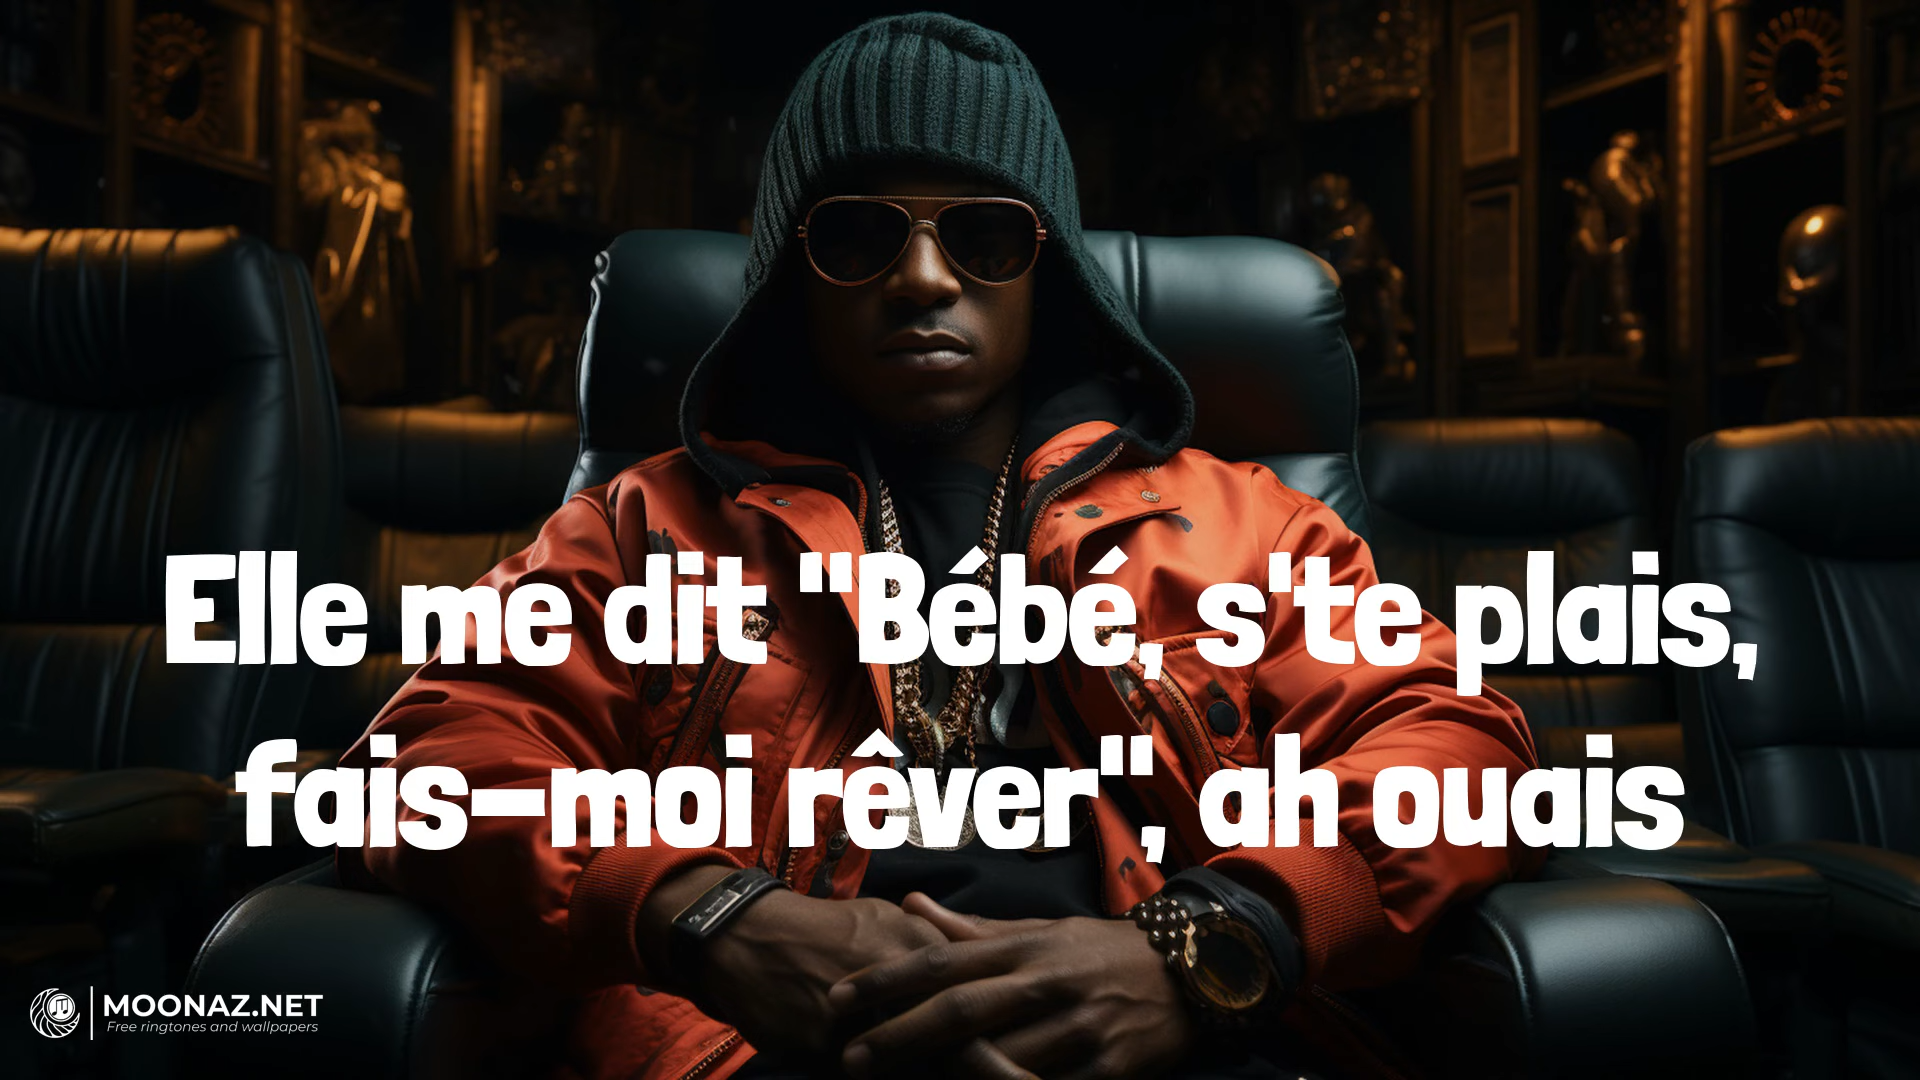 Elle me dit "Bébé, s'te plais,
fais-moi rêver", ah ouais
MOONAZ.NET
Free ringtones and wallpapers